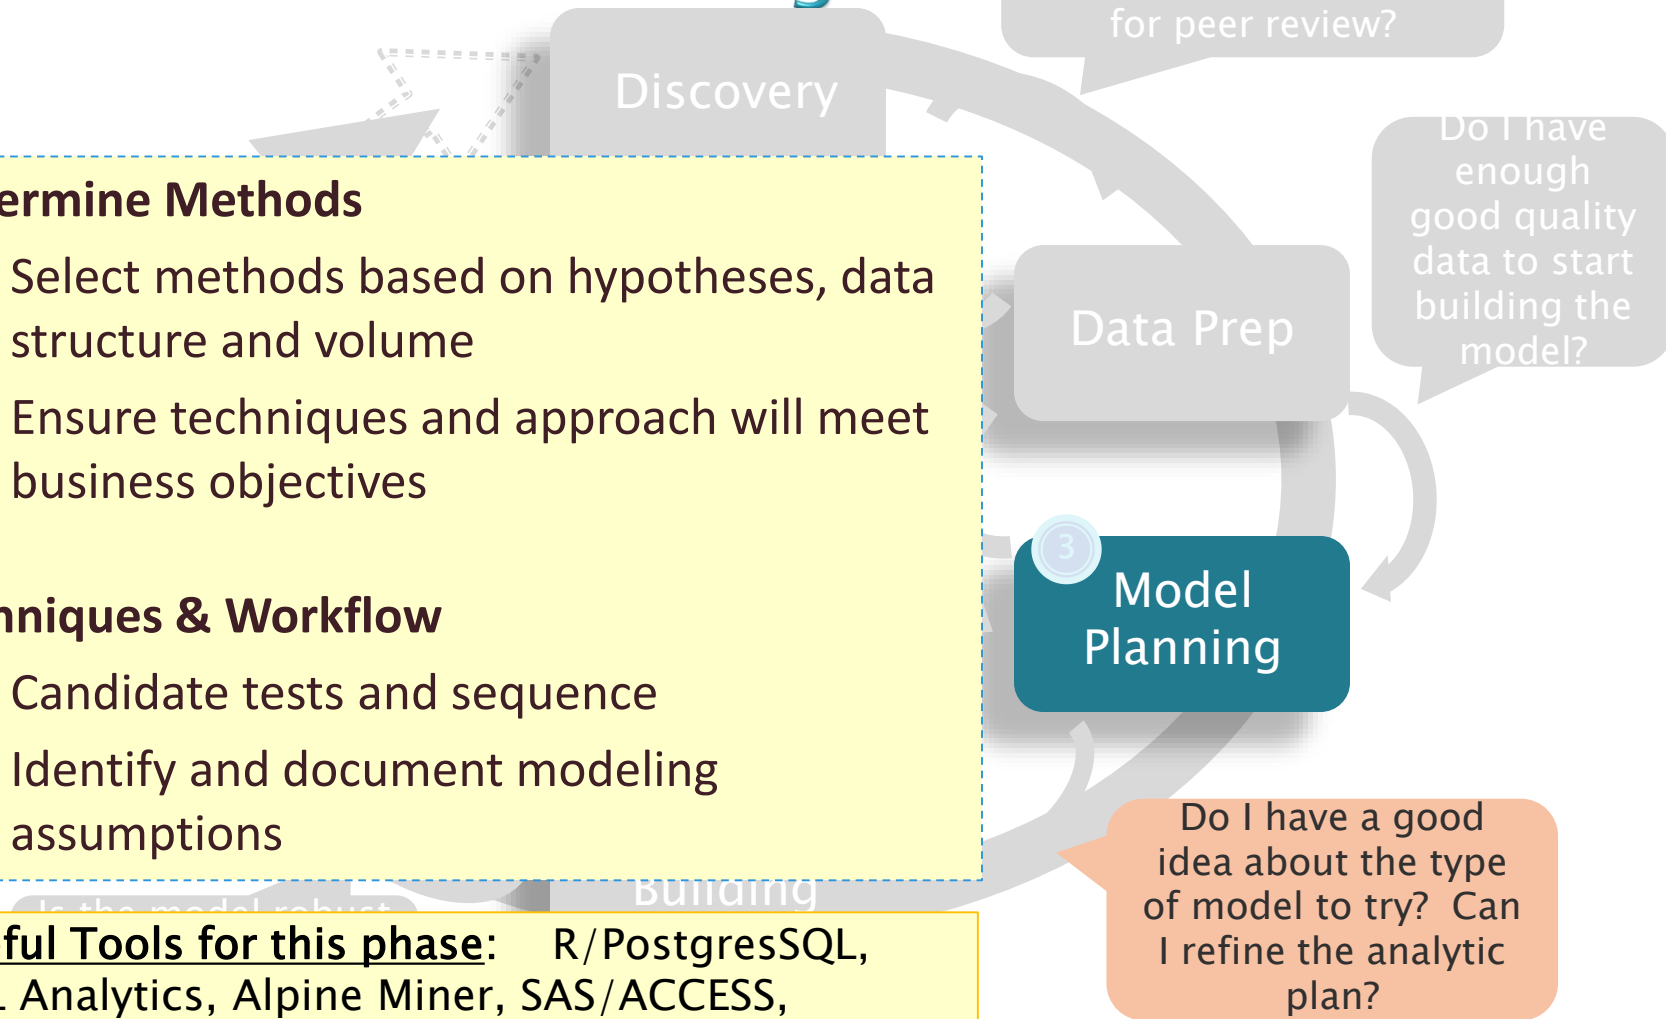 for peer review?
Discovery
Do I have
enough
good quality
data to start
building the
model?
ermine Methods
Select methods based on hypotheses, data
structure and volume
Ensure techniques and approach will meet
business objectives
Data Prep
3
Model
Planning
nniques & Workflow
Candidate tests and sequence
Identify and document modeling
assumptions
Do I have a good
idea about the type
of model to try? Can
I refine the analytic
plan?
Building
Is the model robust
ful Tools for this phase: R/PostgresSQL,
L Analytics, Alpine Miner, SAS/ACCESS,